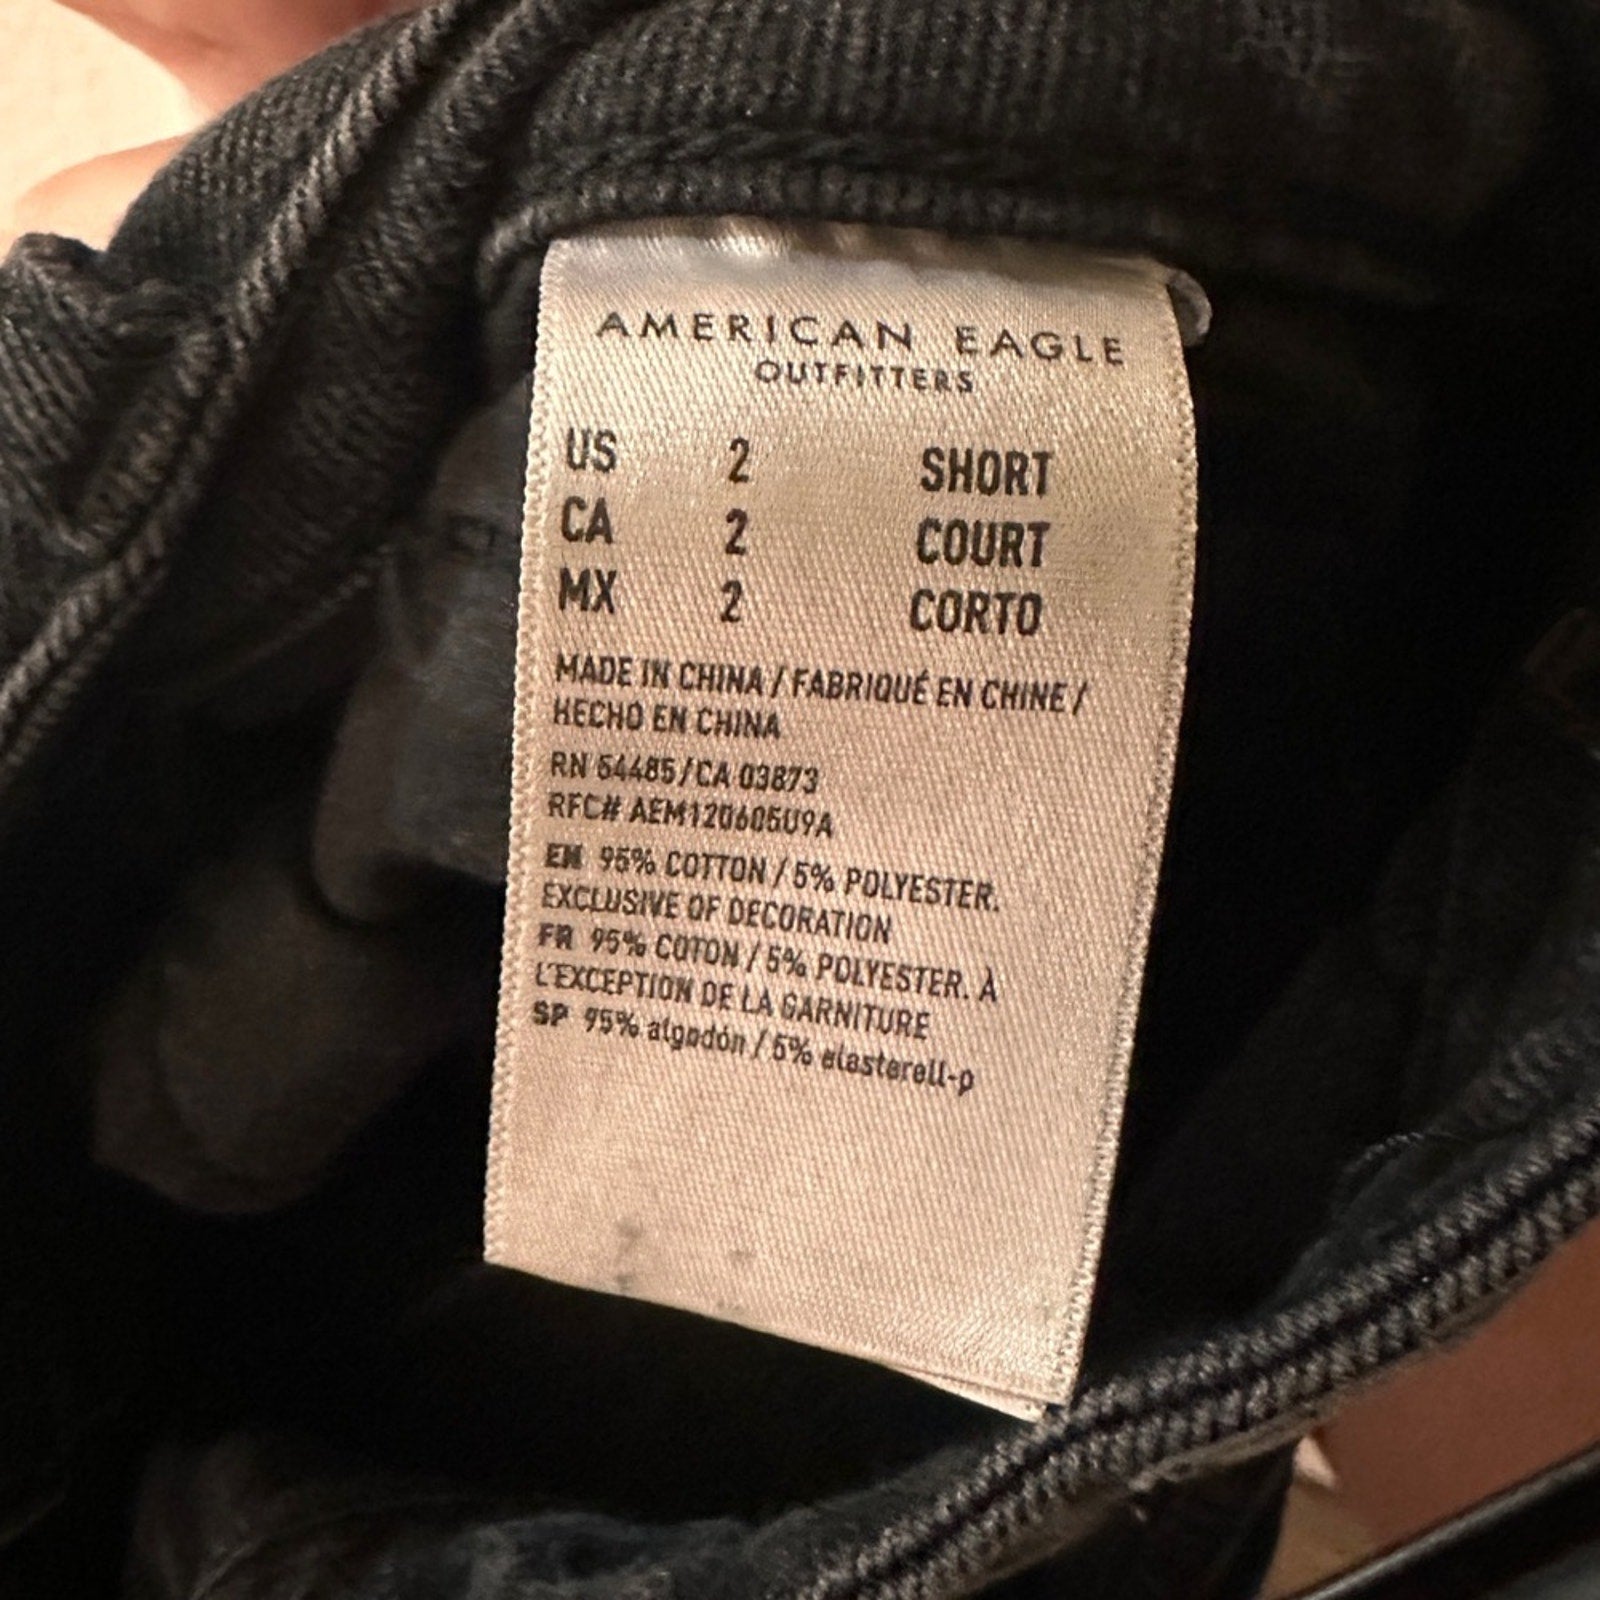 AMERICAN EAGLE
OUTFITTERS
US 2 SHORT
CA 2 COURT
MX 2 CORTO
MADE IN CHINA / FABRIQUÉ EN CHINE /
HECHO EN CHINA
RN 54485/CA 03873
RFC# AEM120605U9A
EN 95% COTTON / 5% POLYESTER.
EXCLUSIVE OF DECORATION
FR 95% COTON / 5% POLYESTER. À
L'EXCEPTION DE LA GARNITURE
SP 95% algodón / 5% elasterell-p